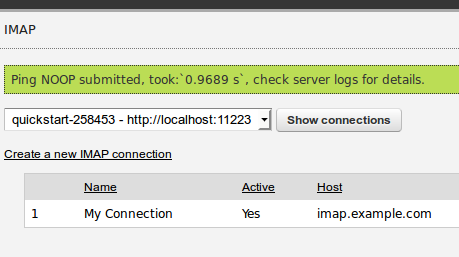 IMAP
Ping NOOP submitted, took:`0.9689 s`, check server logs for details.
quickstart-258453 - http://localhost:11223 Show connections
Create a new IMAP connection
Name Active Host
1 My Connection Yes imap.example.com